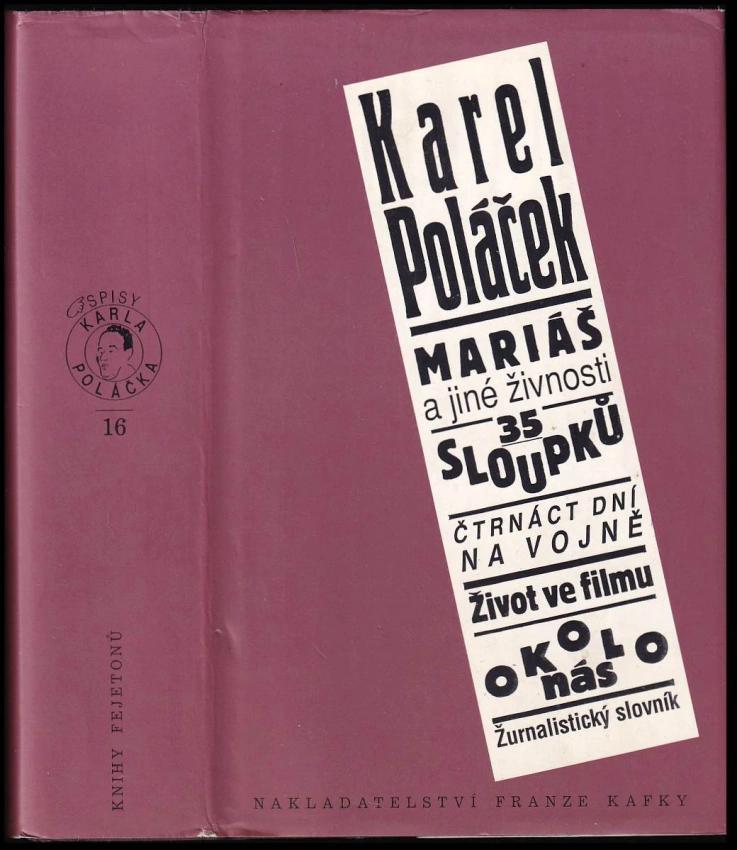 SPISY
KARLA
POLÁČKA
16
KNIHY FEJETONŮ
Karel
Poláček
MARIÁŠ
a jiné živnosti
35
SLOUPKŮ
ČTRNÁCT DNÍ
NA VOJNĚ
Život ve filmu
OKOLO
nás
Žurnalistický slovník
NAKLADATELSTVÍ FRANZE KAFKY